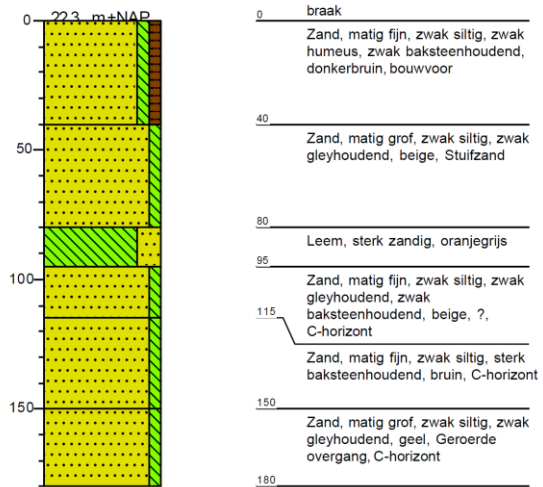 223 m+NAP
0
50
100
150
0
braak
Zand, matig fijn, zwak siltig, zwak
humeus, zwak baksteenhoudend,
donkerbruin, bouwvoor
40
Zand, matig grof, zwak siltig, zwak
gleyhoudend, beige, Stuifzand
80
Leem, sterk zandig, oranjegrijs
95
Zand, matig fijn, zwak siltig, zwak
gleyhoudend, zwak
baksteenhoudend, beige, ?,
C-horizont
115
Zand, matig fijn, zwak siltig, sterk
baksteenhoudend, bruin, C-horizont
150
Zand, matig grof, zwak siltig, zwak
gleyhoudend, geel, Geroerde
overgang, C-horizont
180